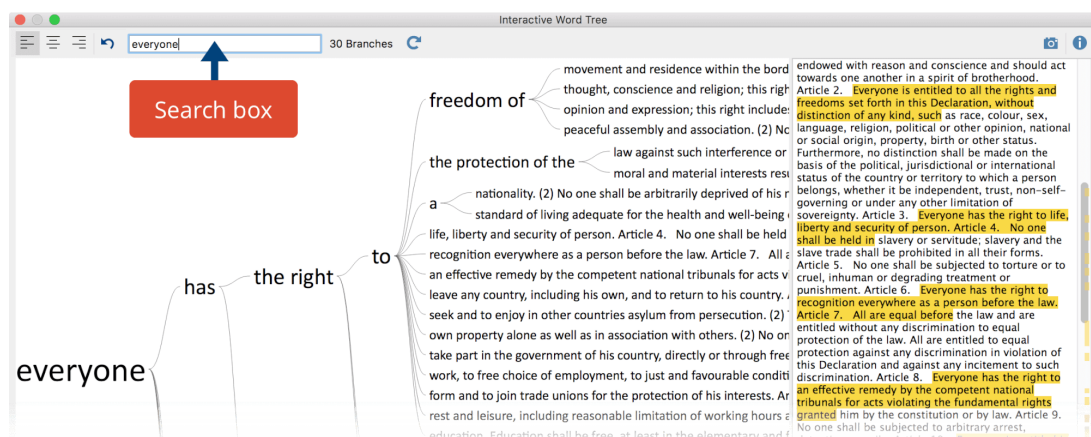 Interactive Word Tree
everyone
30 Branches
Search box
everyone
has
the right
to
freedom of
movement and residence within the bord
thought, conscience and religion; this righ
opinion and expression; this right includes
peaceful assembly and association. (2) No
the protection of the
law against such interference or
moral and material interests resu
a
nationality. (2) No one shall be arbitrarily deprived of his n
standard of living adequate for the health and well-being
life, liberty and security of person. Article 4. No one shall be held
recognition everywhere as a person before the law. Article 7. All a
an effective remedy by the competent national tribunals for acts v
leave any country, including his own, and to return to his country.
seek and to enjoy in other countries asylum from persecution. (2)
own property alone as well as in association with others. (2) No on
take part in the government of his country, directly or through free
work, to free choice of employment, to just and favourable conditi
form and to join trade unions for the protection of his interests. Ar
rest and leisure, including reasonable limitation of working hours a
education. Education shall be free, at least in the elementary and f
endowed with reason and conscience and should act
towards one another in a spirit of brotherhood.
Article 2. Everyone is entitled to all the rights and
freedoms set forth in this Declaration, without
distinction of any kind, such as race, colour, sex,
language, religion, political or other opinion, national
or social origin, property, birth or other status.
Furthermore, no distinction shall be made on the
basis of the political, jurisdictional or international
status of the country or territory to which a person
belongs, whether it be independent, trust, non-self-
governing or under any other limitation of
sovereignty. Article 3. Everyone has the right to life,
liberty and security of person. Article 4. No one
shall be held in slavery or servitude; slavery and the
slave trade shall be prohibited in all their forms.
Article 5. No one shall be subjected to torture or to
cruel, inhuman or degrading treatment or
punishment. Article 6. Everyone has the right to
recognition everywhere as a person before the law.
Article 7. All are equal before the law and are
entitled without any discrimination to equal
protection of the law. All are entitled to equal
protection against any discrimination in violation of
this Declaration and against any incitement to such
discrimination. Article 8. Everyone has the right to
an effective remedy by the competent national
tribunals for acts violating the fundamental rights
granted him by the constitution or by law. Article 9.
No one shall be subjected to arbitrary arrest,